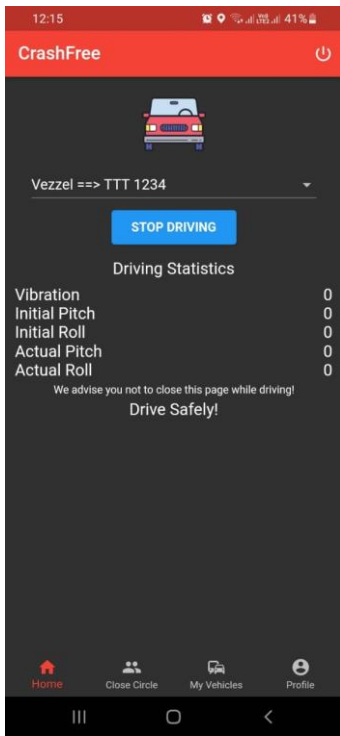 12:15 41%
CrashFree
Vezzel ==> TTT 1234
STOP DRIVING
Driving Statistics
Vibration 0
Initial Pitch 0
Initial Roll 0
Actual Pitch 0
Actual Roll 0
We advise you not to close this page while driving!
Drive Safely!
Home Close Circle My Vehicles Profile